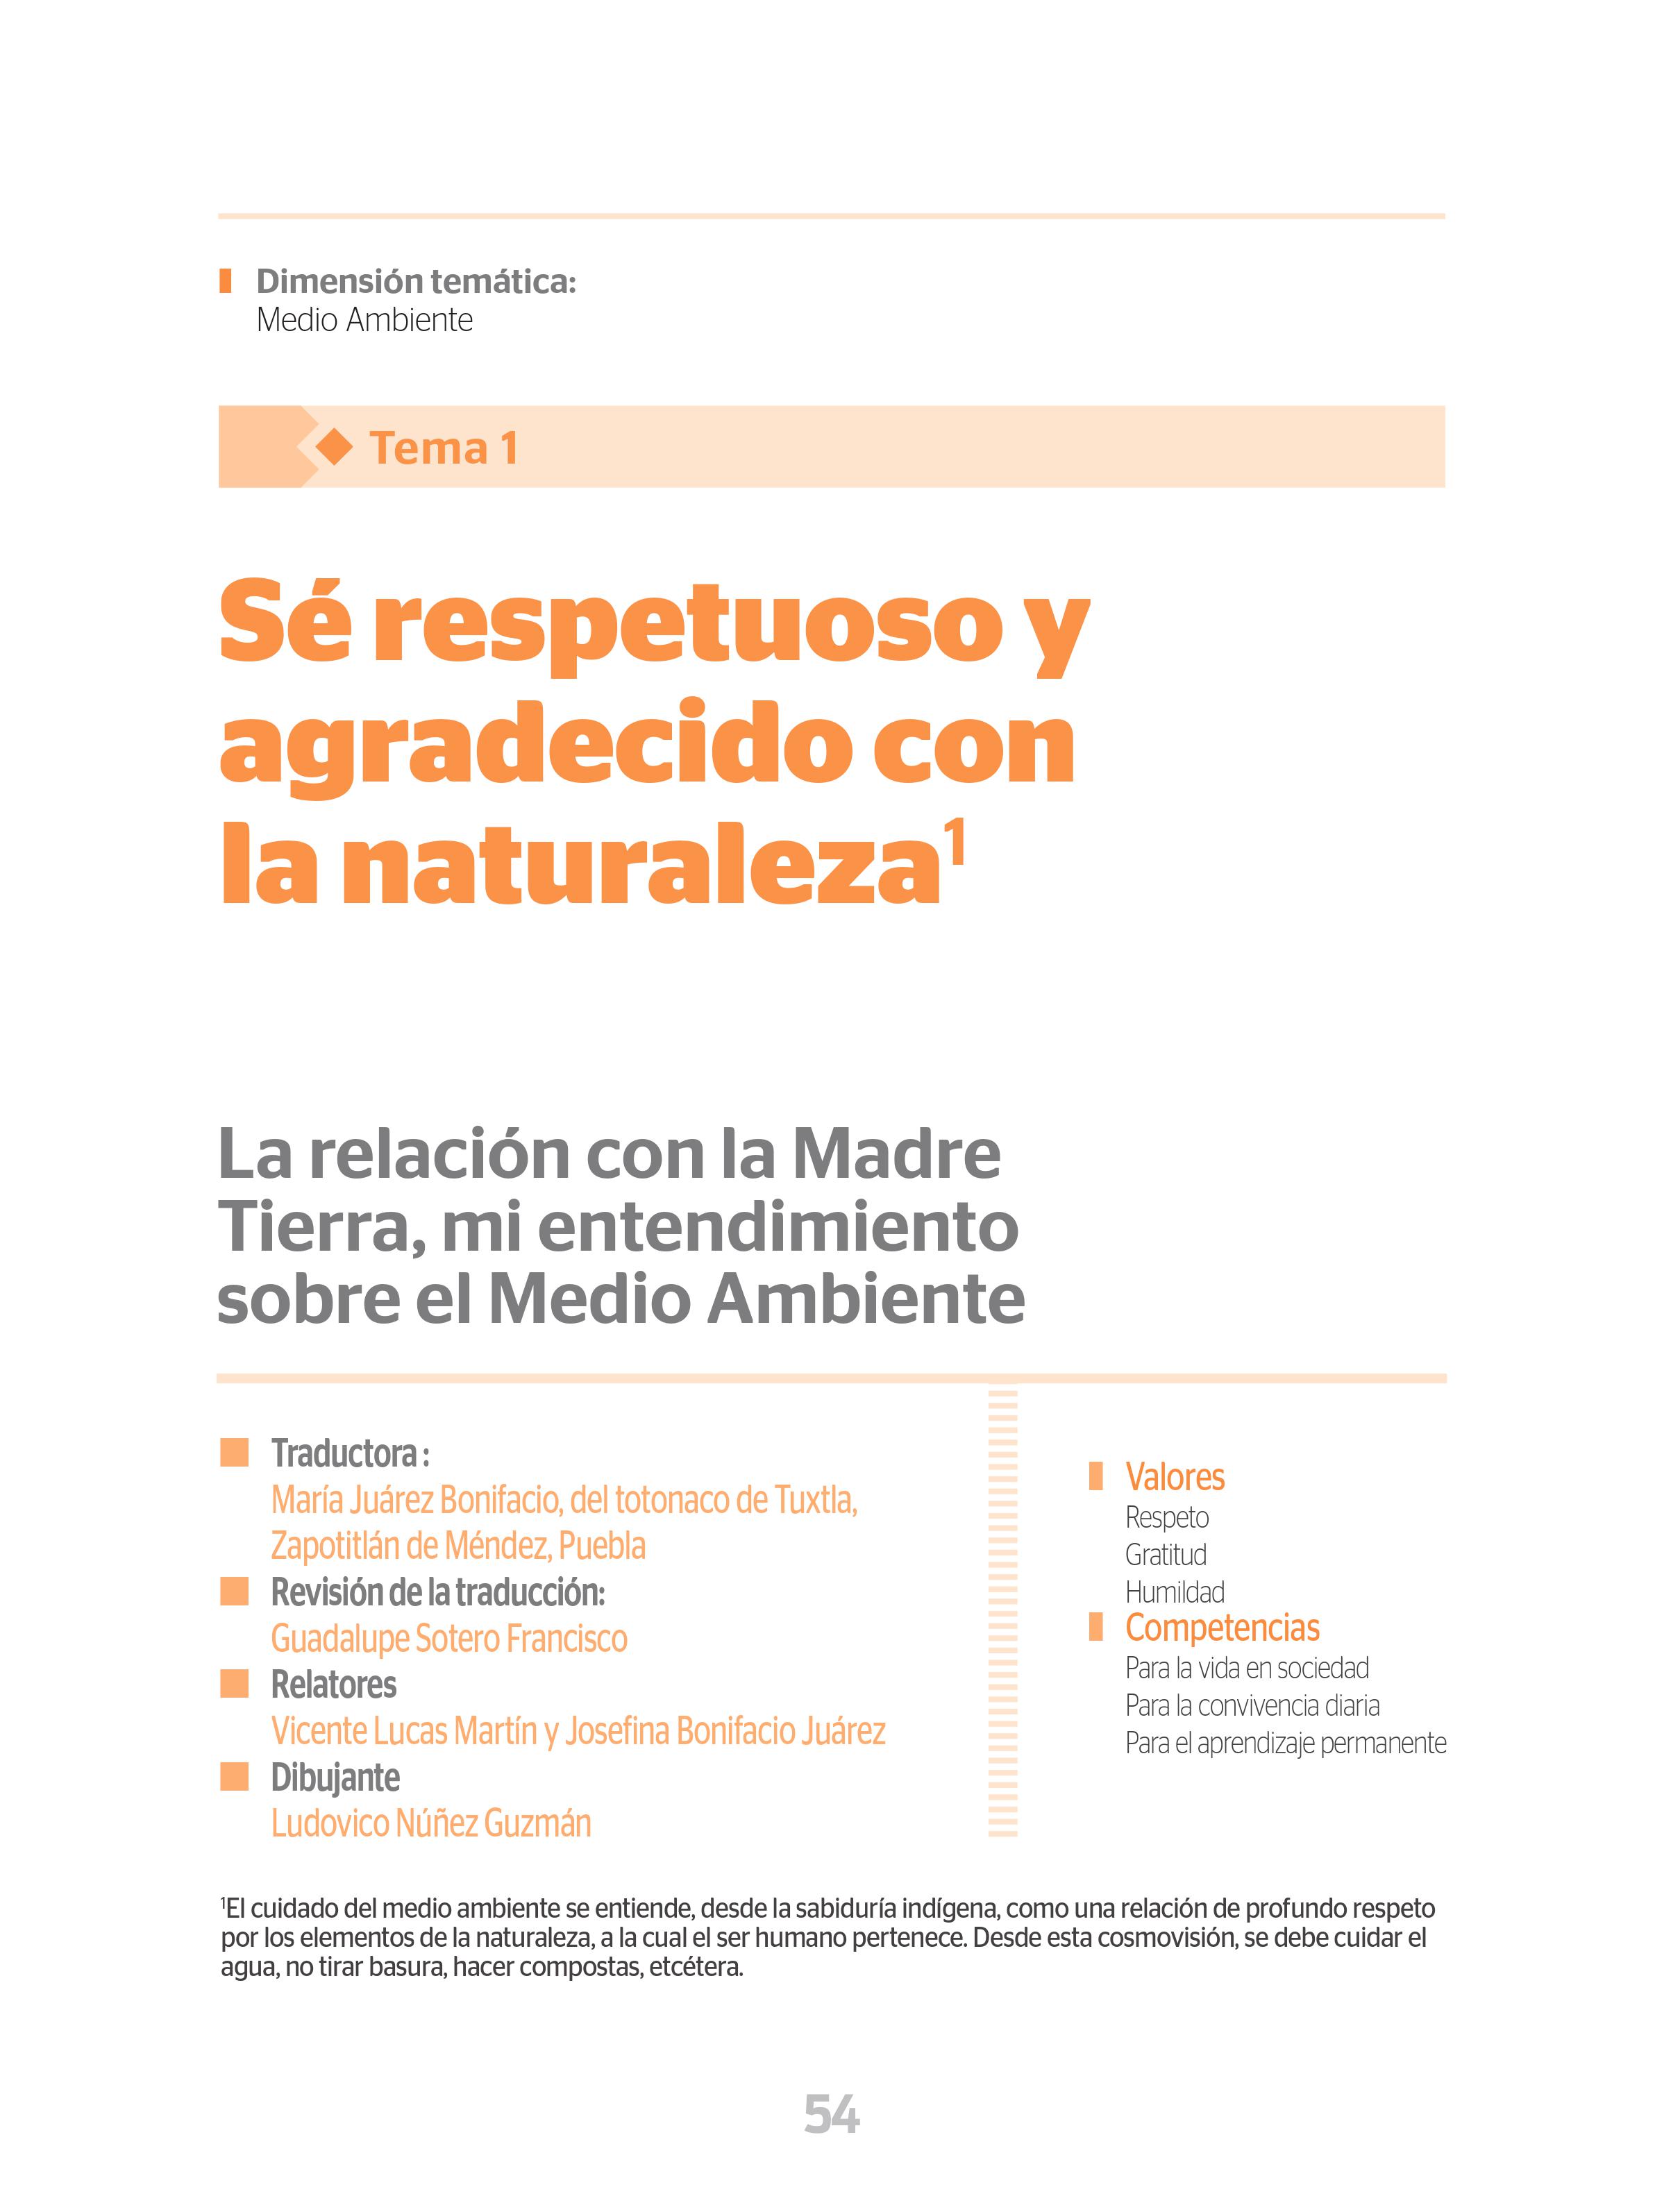 Dimensión temática:
Medio Ambiente
Tema 1
Sé respetuoso y
agradecido con
la naturaleza¹
La relación con la Madre
Tierra, mi entendimiento
sobre el Medio Ambiente
Traductora :
María Juárez Bonifacio, del totonaco de Tuxtla,
Zapotitlán de Méndez, Puebla
Revisión de la traducción:
Guadalupe Sotero Francisco
Relatores
Vicente Lucas Martín y Josefina Bonifacio Juárez
Dibujante
Ludovico Núñez Guzmán
Valores
Respeto
Gratitud
Humildad
Competencias
Para la vida en sociedad
Para la convivencia diaria
Para el aprendizaje permanente
¹El cuidado del medio ambiente se entiende, desde la sabiduría indígena, como una relación de profundo respeto
por los elementos de la naturaleza, a la cual el ser humano pertenece. Desde esta cosmovisión, se debe cuidar el
agua, no tirar basura, hacer compostas, etcétera.
54